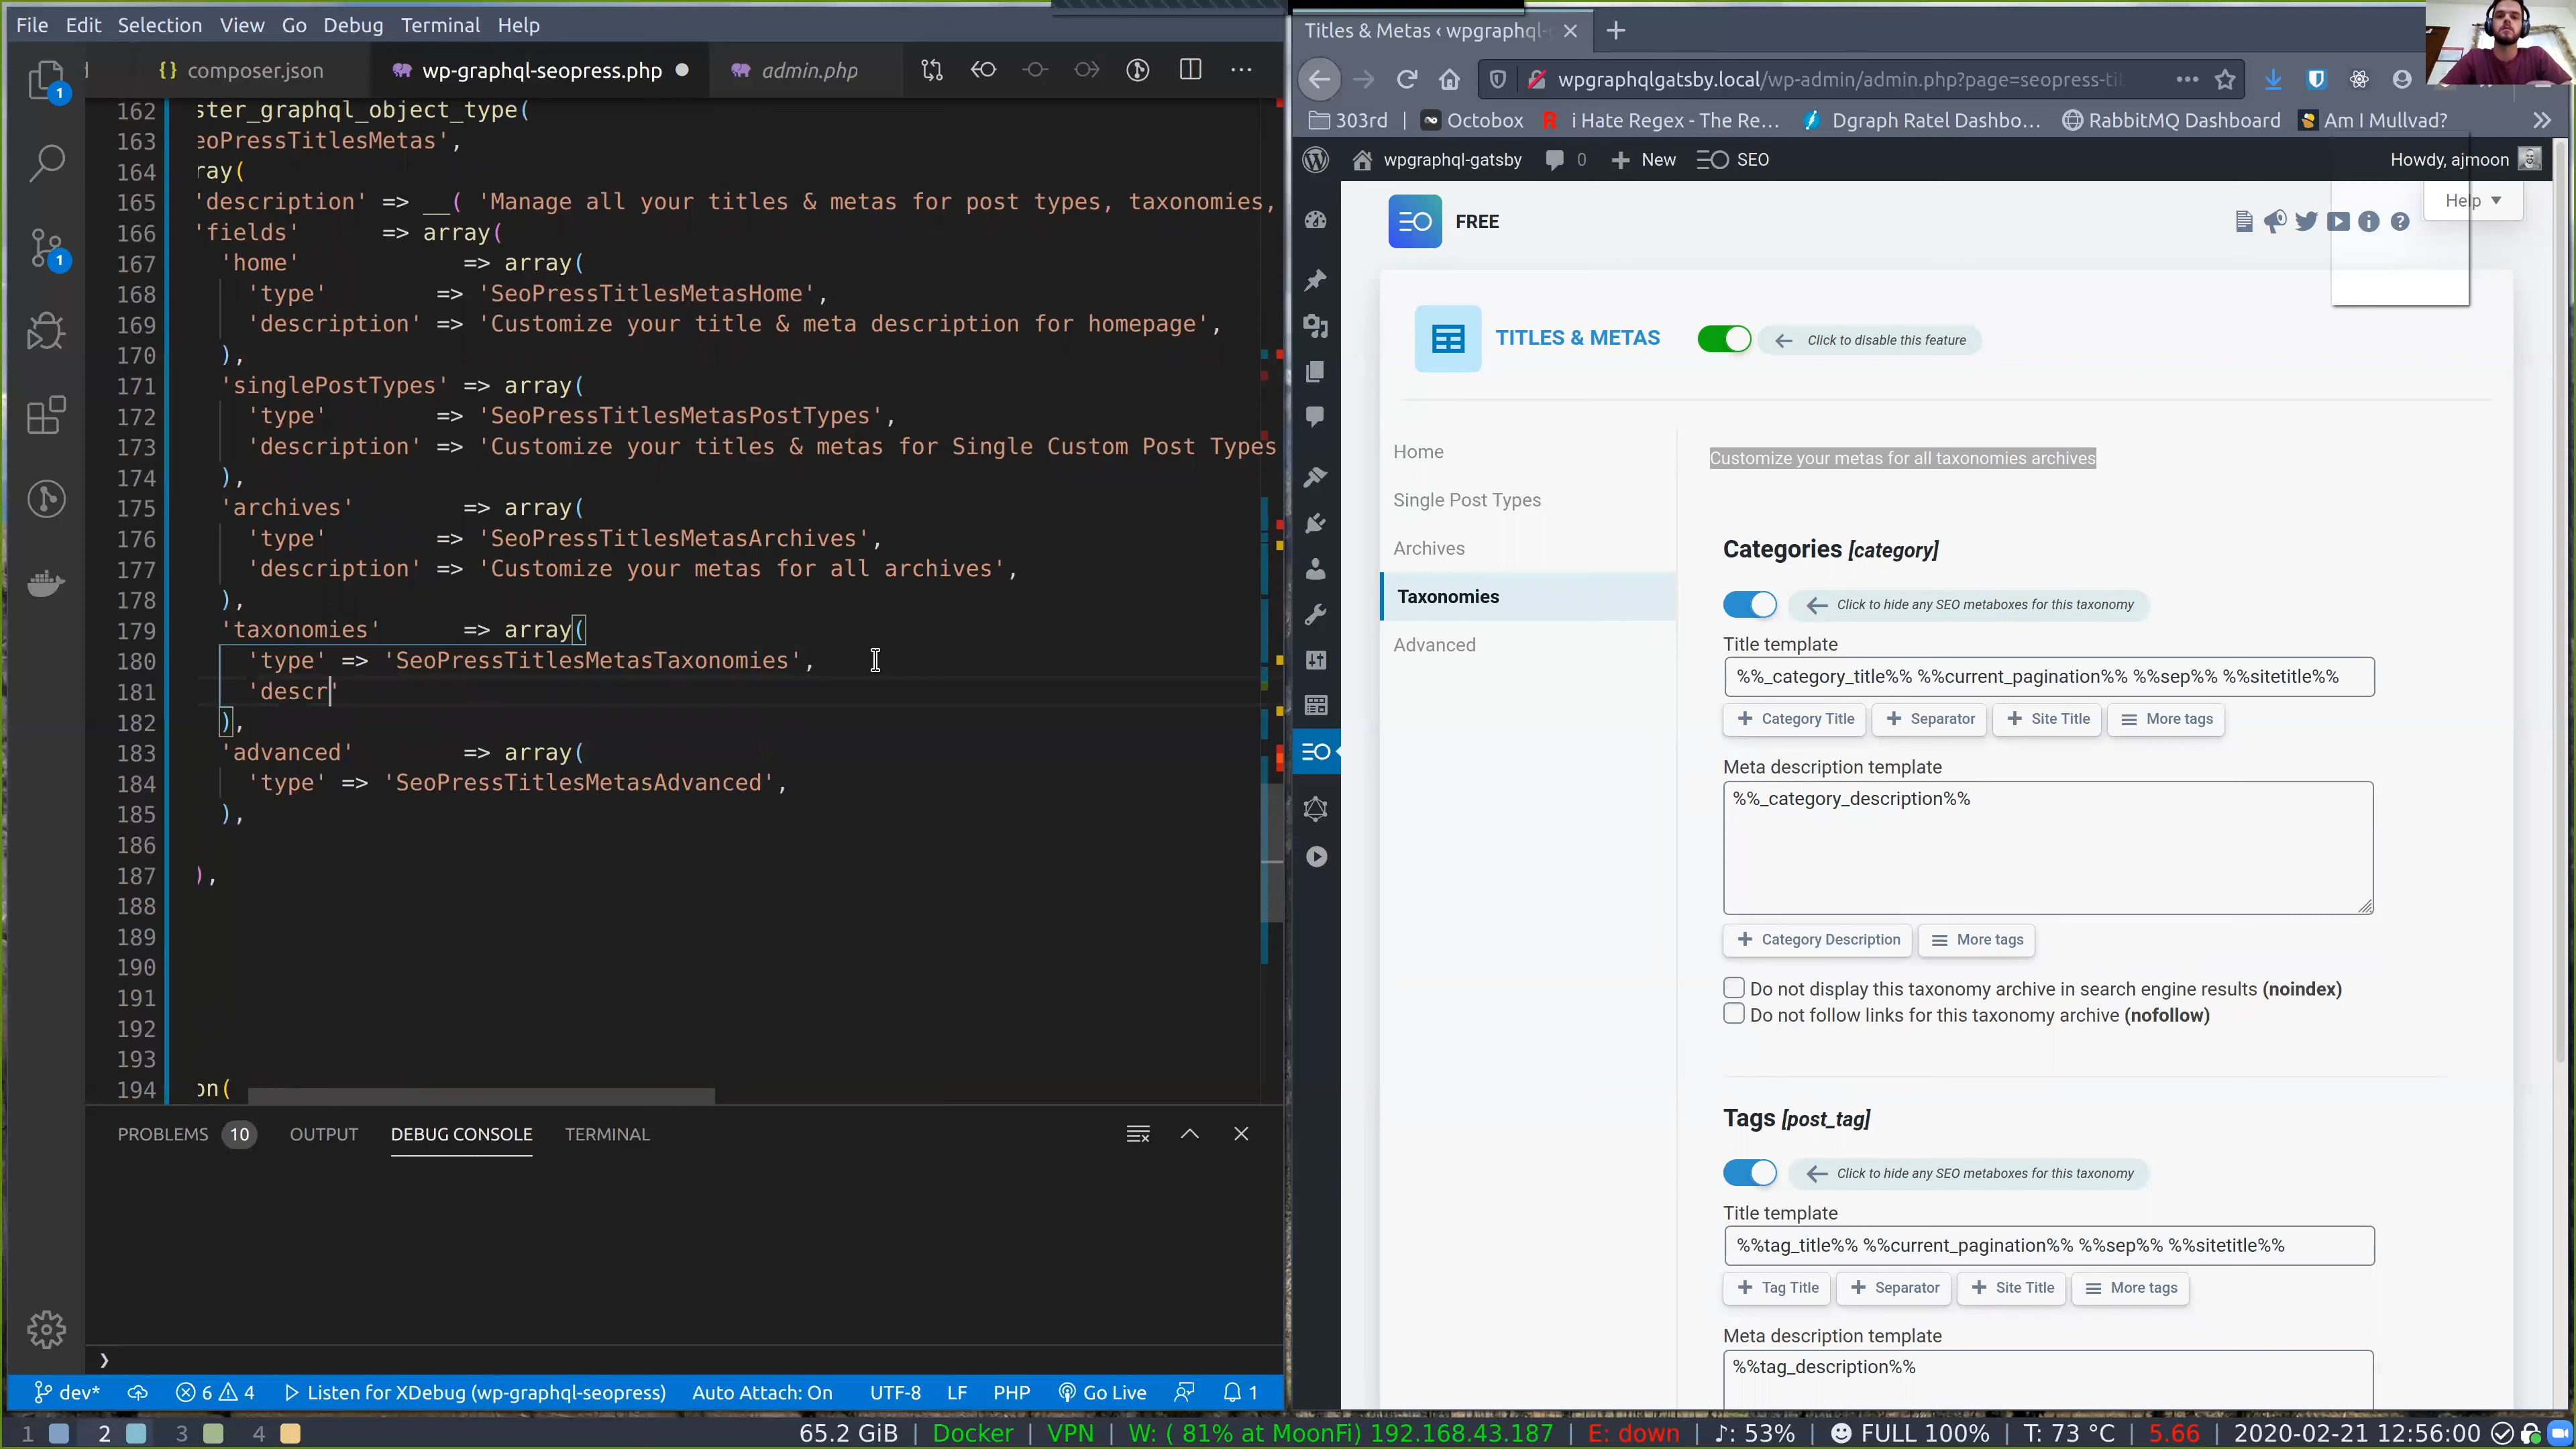 File Edit Selection View Go Debug Terminal Help
{} composer.json wp-graphql-seopress.php admin.php
162 ster_graphql_object_type(
163 eoPressTitlesMetas',
164 ray(
165 'description' => __( 'Manage all your titles & metas for post types, taxonomies,
166 'fields' => array(
167 'home' => array(
168 'type' => 'SeoPressTitlesMetasHome',
169 'description' => 'Customize your title & meta description for homepage',
170 ),
171 'singlePostTypes' => array(
172 'type' => 'SeoPressTitlesMetasPostTypes',
173 'description' => 'Customize your titles & metas for Single Custom Post Types
174 ),
175 'archives' => array(
176 'type' => 'SeoPressTitlesMetasArchives',
177 'description' => 'Customize your metas for all archives',
178 ),
179 'taxonomies' => array(
180 'type' => 'SeoPressTitlesMetasTaxonomies',
181 'descr'
182 ),
183 'advanced' => array(
184 'type' => 'SeoPressTitlesMetasAdvanced',
185 ),
186
187 ),
188
189
190
191
192
193
194 on(
PROBLEMS 10 OUTPUT DEBUG CONSOLE TERMINAL
dev* 6 4 Listen for XDebug (wp-graphql-seopress) Auto Attach: On UTF-8 LF PHP Go Live 1
Titles & Metas ‹ wpgraphql-
wpgraphqlgatsby.local/wp-admin/admin.php?page=seopress-tit
303rd | Octobox i Hate Regex - The Re... Dgraph Ratel Dashbo... RabbitMQ Dashboard Am I Mullvad?
wpgraphql-gatsby 0 New SEO Howdy, ajmoon
Help
FREE
TITLES & METAS Click to disable this feature
Home
Single Post Types
Archives
Taxonomies
Advanced
Customize your metas for all taxonomies archives
Categories [category]
Click to hide any SEO metaboxes for this taxonomy
Title template
%%_category_title%% %%current_pagination%% %%sep%% %%sitetitle%%
+ Category Title + Separator + Site Title More tags
Meta description template
%%_category_description%%
+ Category Description More tags
Do not display this taxonomy archive in search engine results (noindex)
Do not follow links for this taxonomy archive (nofollow)
Tags [post_tag]
Click to hide any SEO metaboxes for this taxonomy
Title template
%%tag_title%% %%current_pagination%% %%sep%% %%sitetitle%%
+ Tag Title + Separator + Site Title More tags
Meta description template
%%tag_description%%
1 2 3 4 65.2 GiB | Docker | VPN | W: ( 81% at MoonFi) 192.168.43.187 | E: down | ♪: 53% | FULL 100% | T: 73 °C | 5.66 | 2020-02-21 12:56:00